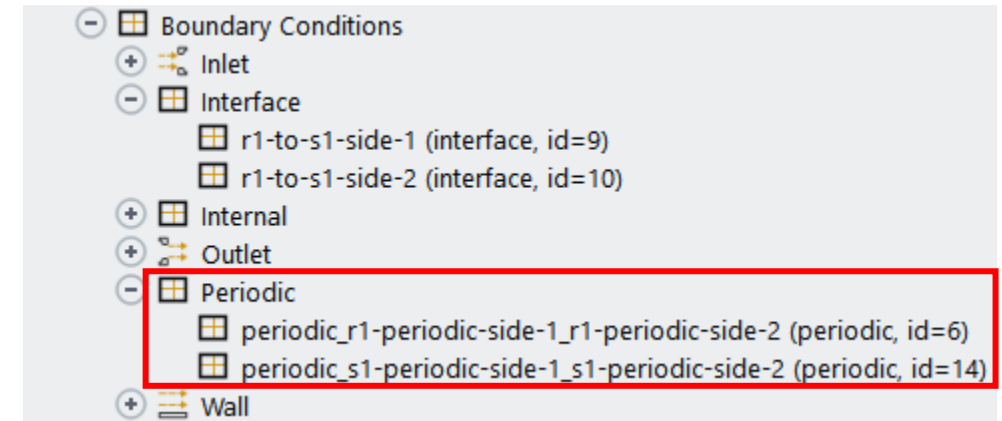 Boundary Conditions
Inlet
Interface
r1-to-s1-side-1 (interface, id=9)
r1-to-s1-side-2 (interface, id=10)
Internal
Outlet
Periodic
periodic_r1-periodic-side-1_r1-periodic-side-2 (periodic, id=6)
periodic_s1-periodic-side-1_s1-periodic-side-2 (periodic, id=14)
Wall